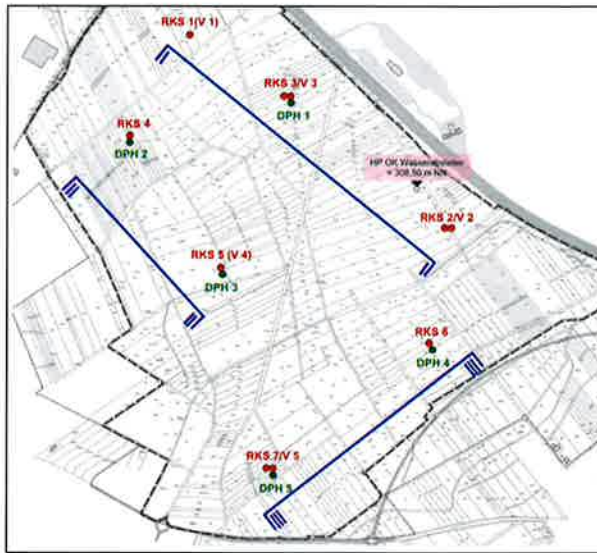 RKS 1(V 1)
RKS 3/V 3
DPH 1
RKS 4
DPH 2
HP OK Wasserschieber
= 308,50 m NN
RKS 2/V 2
RKS 5 (V 4)
DPH 3
RKS 6
DPH 4
RKS 7/V 5
DPH 5